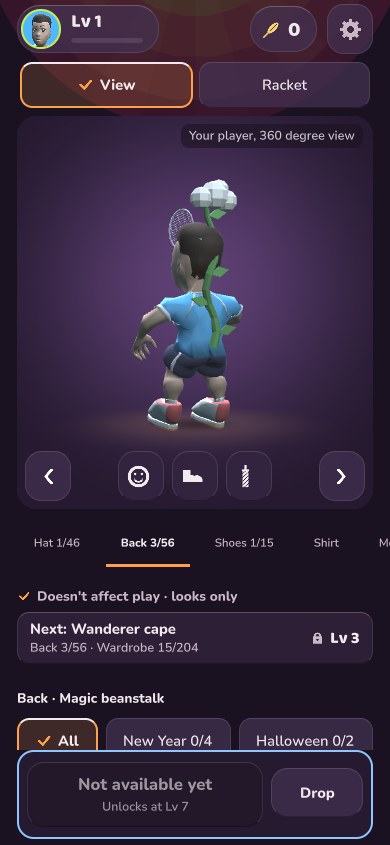 Lv 1
0
View
Racket
Your player, 360 degree view
Hat 1/46
Back 3/56
Shoes 1/15
Shirt
Doesn't affect play · looks only
Next: Wanderer cape
Back 3/56 · Wardrobe 15/204
Lv 3
Back · Magic beanstalk
All
New Year 0/4
Halloween 0/2
Not available yet
Unlocks at Lv 7
Drop